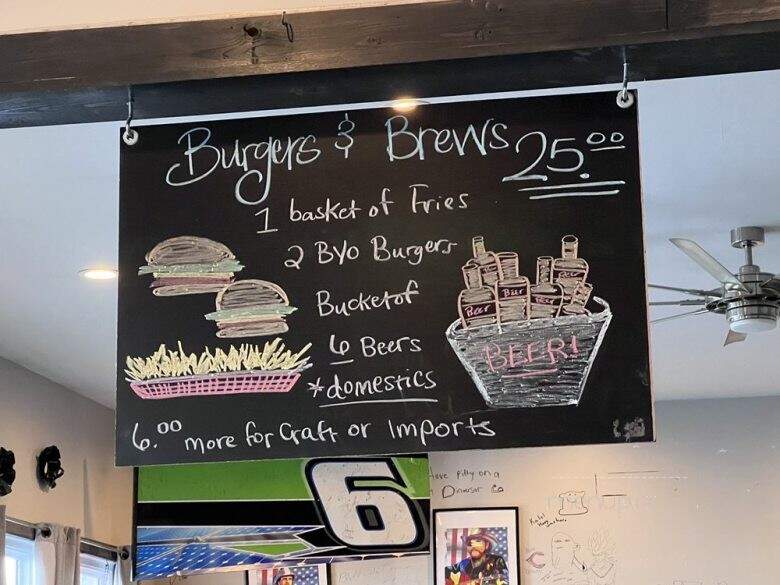 Burgers & Brews 25.00
1 basket of Fries
2 BYO Burgers
Bucket of
6 Beers
*domestics
6.00 more for Craft or Imports
Beer
Beer
Beer
Beer
BEER!
6